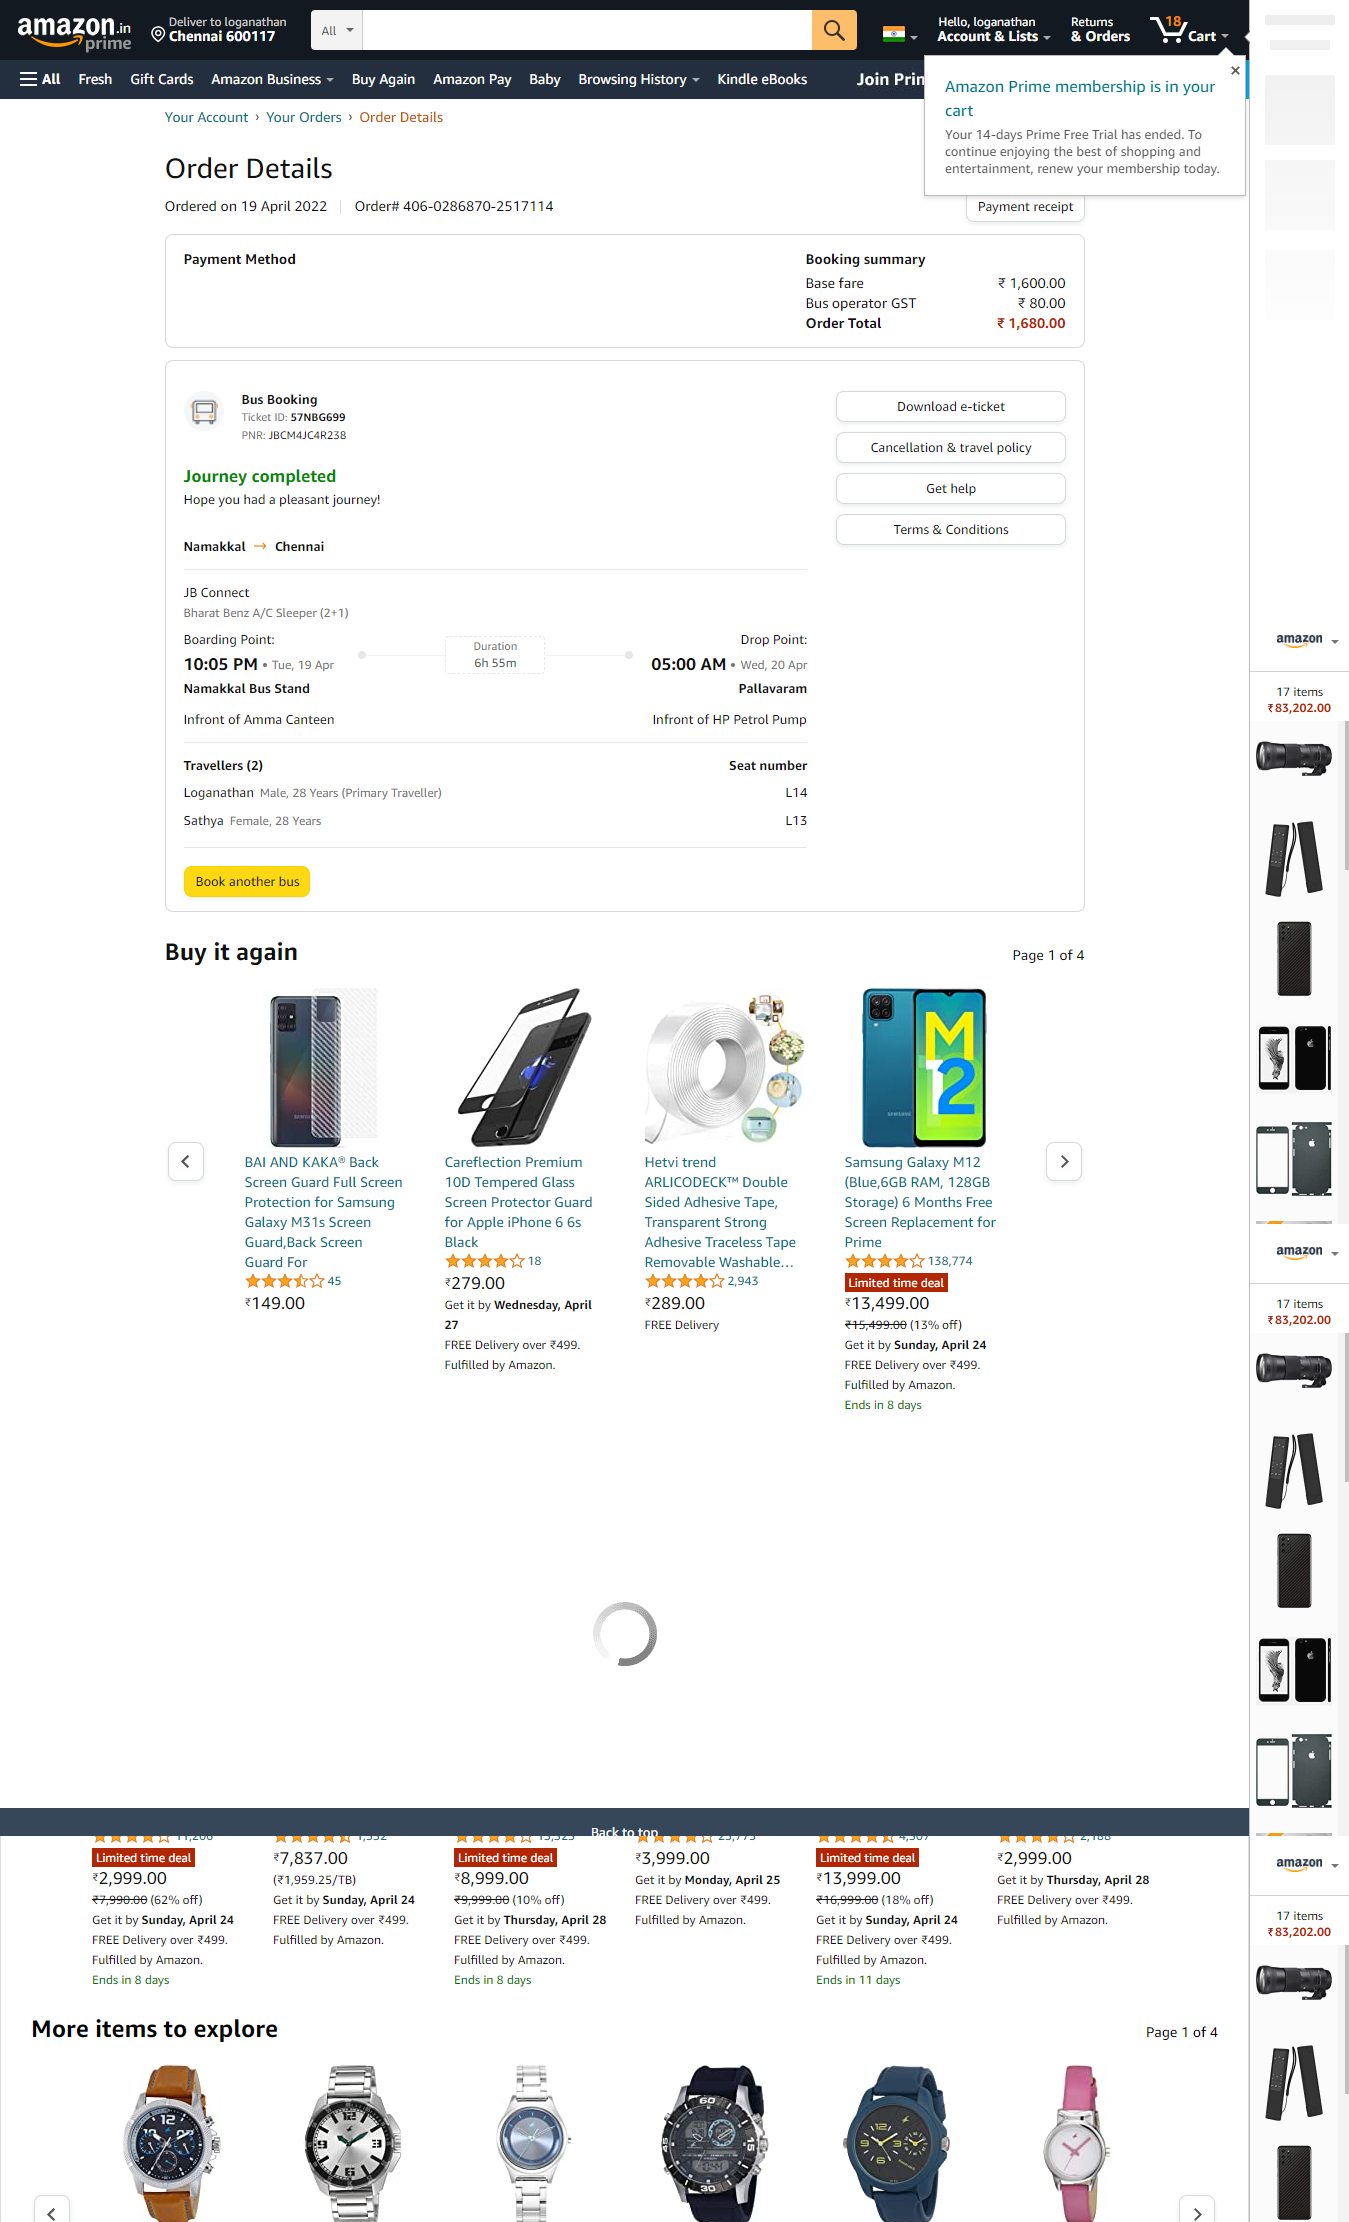 amazon.in
prime
Deliver to loganathan
Chennai 600117
All
Hello, loganathan
Account & Lists
Returns
& Orders
18
Cart
All
Fresh
Gift Cards
Amazon Business
Buy Again
Amazon Pay
Baby
Browsing History
Kindle eBooks
Join Prin
Amazon Prime membership is in your
cart
Your 14-days Prime Free Trial has ended. To
continue enjoying the best of shopping and
entertainment, renew your membership today.
Your Account › Your Orders › Order Details
Order Details
Ordered on 19 April 2022
Order# 406-0286870-2517114
Payment receipt
Payment Method
Booking summary
Base fare ₹ 1,600.00
Bus operator GST ₹ 80.00
Order Total ₹ 1,680.00
Bus Booking
Ticket ID: 57NBG699
PNR: JBCM4JC4R238
Download e-ticket
Cancellation & travel policy
Get help
Terms & Conditions
Journey completed
Hope you had a pleasant journey!
Namakkal → Chennai
JB Connect
Bharat Benz A/C Sleeper (2+1)
Boarding Point:
Duration
6h 55m
Drop Point:
10:05 PM • Tue, 19 Apr
05:00 AM • Wed, 20 Apr
Namakkal Bus Stand
Pallavaram
Infront of Amma Canteen
Infront of HP Petrol Pump
Travellers (2)
Seat number
Loganathan Male, 28 Years (Primary Traveller)
L14
Sathya Female, 28 Years
L13
Book another bus
Buy it again
Page 1 of 4
SAMSUNG
SAMSUNG
M
12
BAI AND KAKA® Back
Screen Guard Full Screen
Protection for Samsung
Galaxy M31s Screen
Guard,Back Screen
Guard For
45
₹149.00
Careflection Premium
10D Tempered Glass
Screen Protector Guard
for Apple iPhone 6 6s
Black
18
₹279.00
Get it by Wednesday, April
27
FREE Delivery over ₹499.
Fulfilled by Amazon.
Hetvi trend
ARLICODECK™ Double
Sided Adhesive Tape,
Transparent Strong
Adhesive Traceless Tape
Removable Washable…
2,943
₹289.00
FREE Delivery
Samsung Galaxy M12
(Blue,6GB RAM, 128GB
Storage) 6 Months Free
Screen Replacement for
Prime
138,774
Limited time deal
₹13,499.00
₹15,499.00 (13% off)
Get it by Sunday, April 24
FREE Delivery over ₹499.
Fulfilled by Amazon.
Ends in 8 days
Back to top
11,206
Limited time deal
₹2,999.00
₹7,990.00 (62% off)
Get it by Sunday, April 24
FREE Delivery over ₹499.
Fulfilled by Amazon.
Ends in 8 days
₹7,837.00
(₹1,959.25/TB)
Get it by Sunday, April 24
FREE Delivery over ₹499.
Fulfilled by Amazon.
Limited time deal
₹8,999.00
₹9,999.00 (10% off)
Get it by Thursday, April 28
FREE Delivery over ₹499.
Fulfilled by Amazon.
Ends in 8 days
₹3,999.00
Get it by Monday, April 25
FREE Delivery over ₹499.
Fulfilled by Amazon.
Limited time deal
₹13,999.00
₹16,999.00 (18% off)
Get it by Sunday, April 24
FREE Delivery over ₹499.
Fulfilled by Amazon.
Ends in 11 days
₹2,999.00
Get it by Thursday, April 28
FREE Delivery over ₹499.
Fulfilled by Amazon.
More items to explore
Page 1 of 4
amazon
17 items
₹83,202.00
amazon
17 items
₹83,202.00
amazon
17 items
₹83,202.00